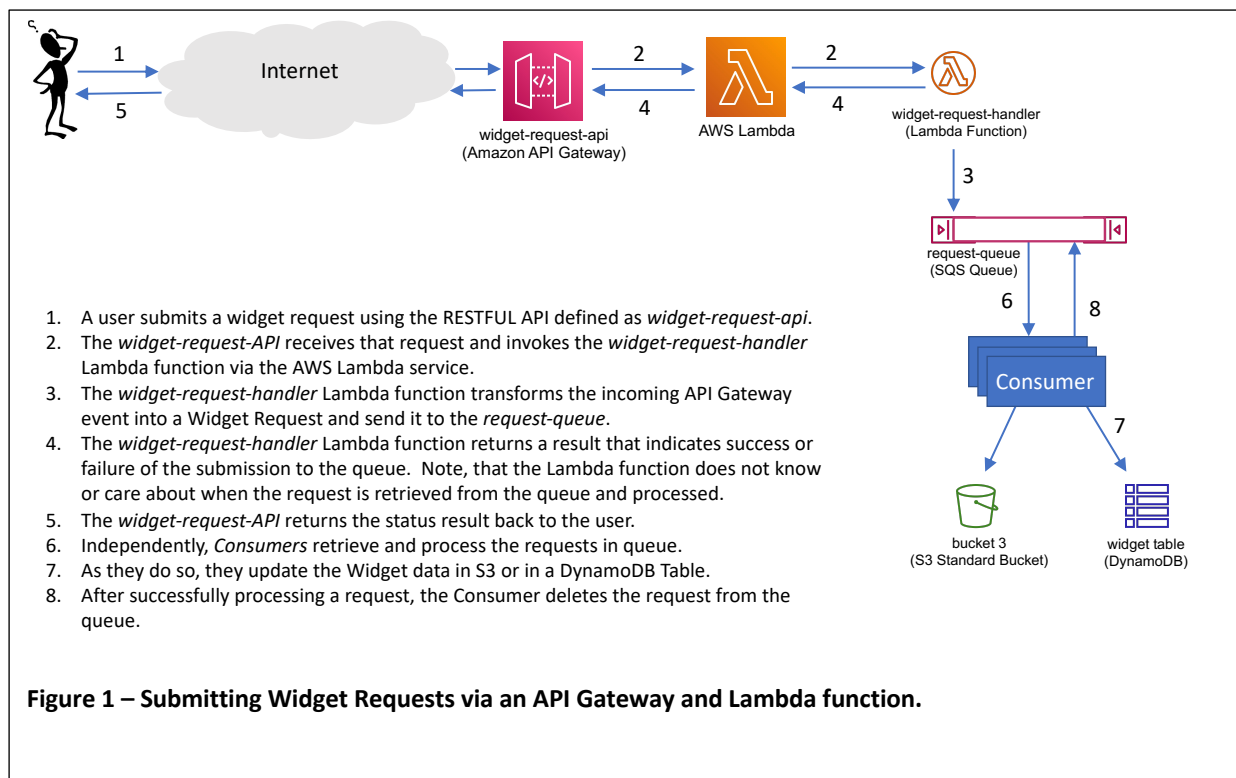 1
5
Internet
widget-request-api
(Amazon API Gateway)
2
4
AWS Lambda
2
4
widget-request-handler
(Lambda Function)
3
request-queue
(SQS Queue)
6
8
Consumer
7
bucket 3
(S3 Standard Bucket)
widget table
(DynamoDB)
1. A user submits a widget request using the RESTFUL API defined as widget-request-api.
2. The widget-request-API receives that request and invokes the widget-request-handler
Lambda function via the AWS Lambda service.
3. The widget-request-handler Lambda function transforms the incoming API Gateway
event into a Widget Request and send it to the request-queue.
4. The widget-request-handler Lambda function returns a result that indicates success or
failure of the submission to the queue. Note, that the Lambda function does not know
or care about when the request is retrieved from the queue and processed.
5. The widget-request-API returns the status result back to the user.
6. Independently, Consumers retrieve and process the requests in queue.
7. As they do so, they update the Widget data in S3 or in a DynamoDB Table.
8. After successfully processing a request, the Consumer deletes the request from the
queue.
Figure 1 – Submitting Widget Requests via an API Gateway and Lambda function.